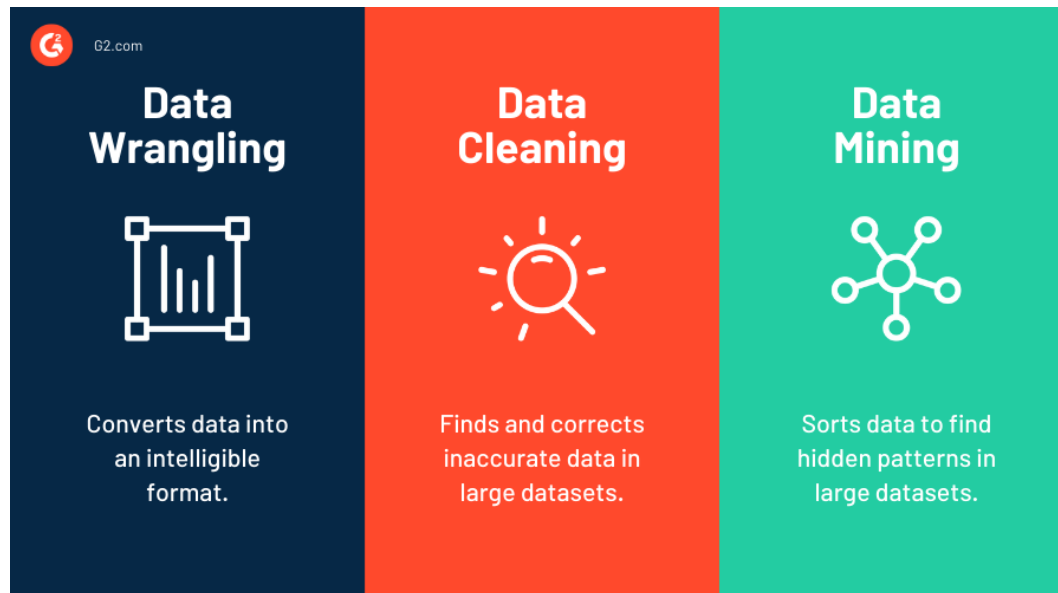 G2.com
Data
Wrangling
Converts data into
an intelligible
format.
Data
Cleaning
Finds and corrects
inaccurate data in
large datasets.
Data
Mining
Sorts data to find
hidden patterns in
large datasets.